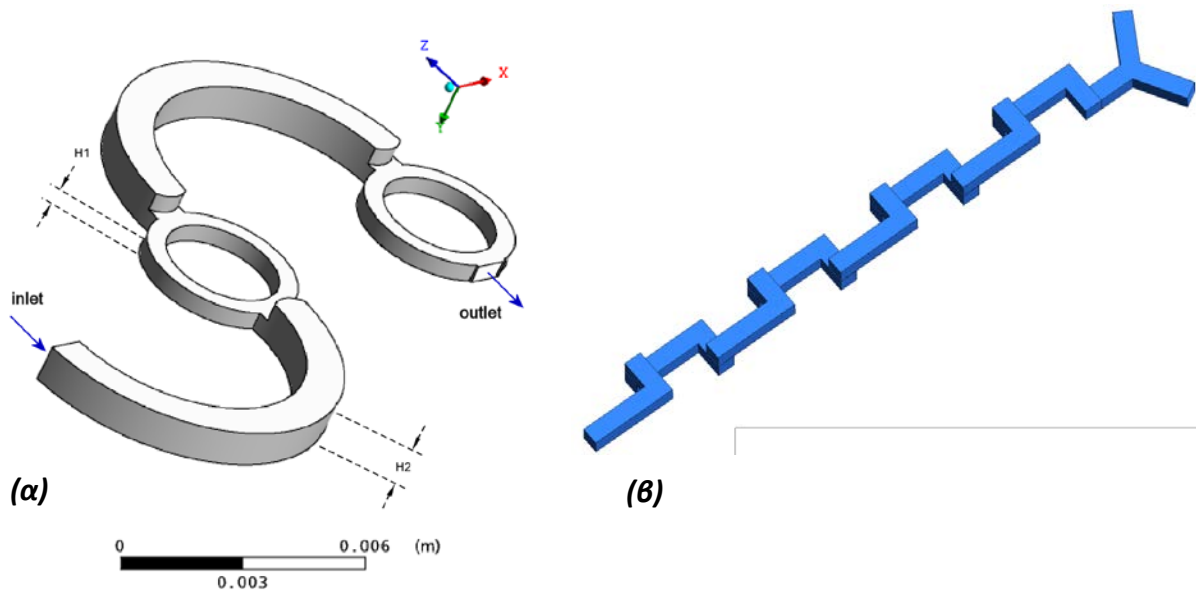 Z
X
Y
H1
inlet
outlet
H2
(α)
(β)
0
0.006 (m)
0.003